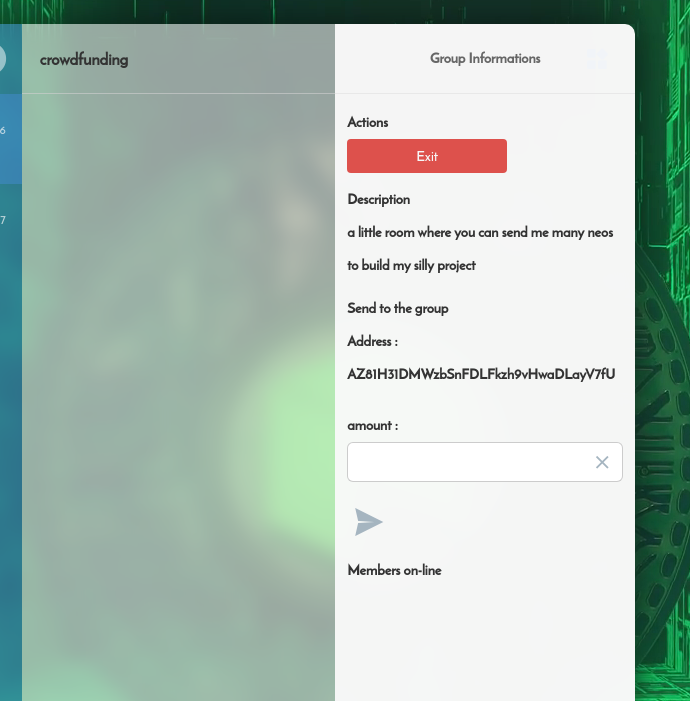 crowdfunding
Group Informations
6
7
Actions
Exit
Description
a little room where you can send me many neos
to build my silly project
Send to the group
Address :
AZ81H31DMWzbSnFDLFkzh9vHwaDLayV7fU
amount :
Members on-line